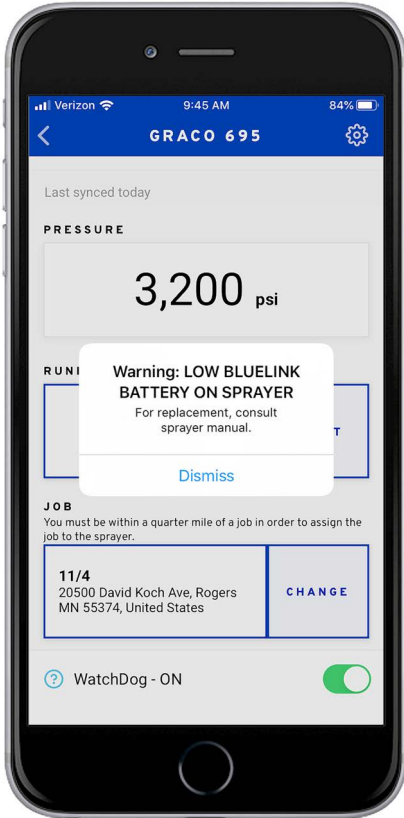 Verizon 9:45 AM 84%
GRACO 695
Last synced today
PRESSURE
3,200 psi
Warning: LOW BLUELINK
BATTERY ON SPRAYER
For replacement, consult
sprayer manual.
Dismiss
JOB
You must be within a quarter mile of a job in order to assign the
job to the sprayer.
11/4
20500 David Koch Ave, Rogers
MN 55374, United States
CHANGE
? WatchDog - ON